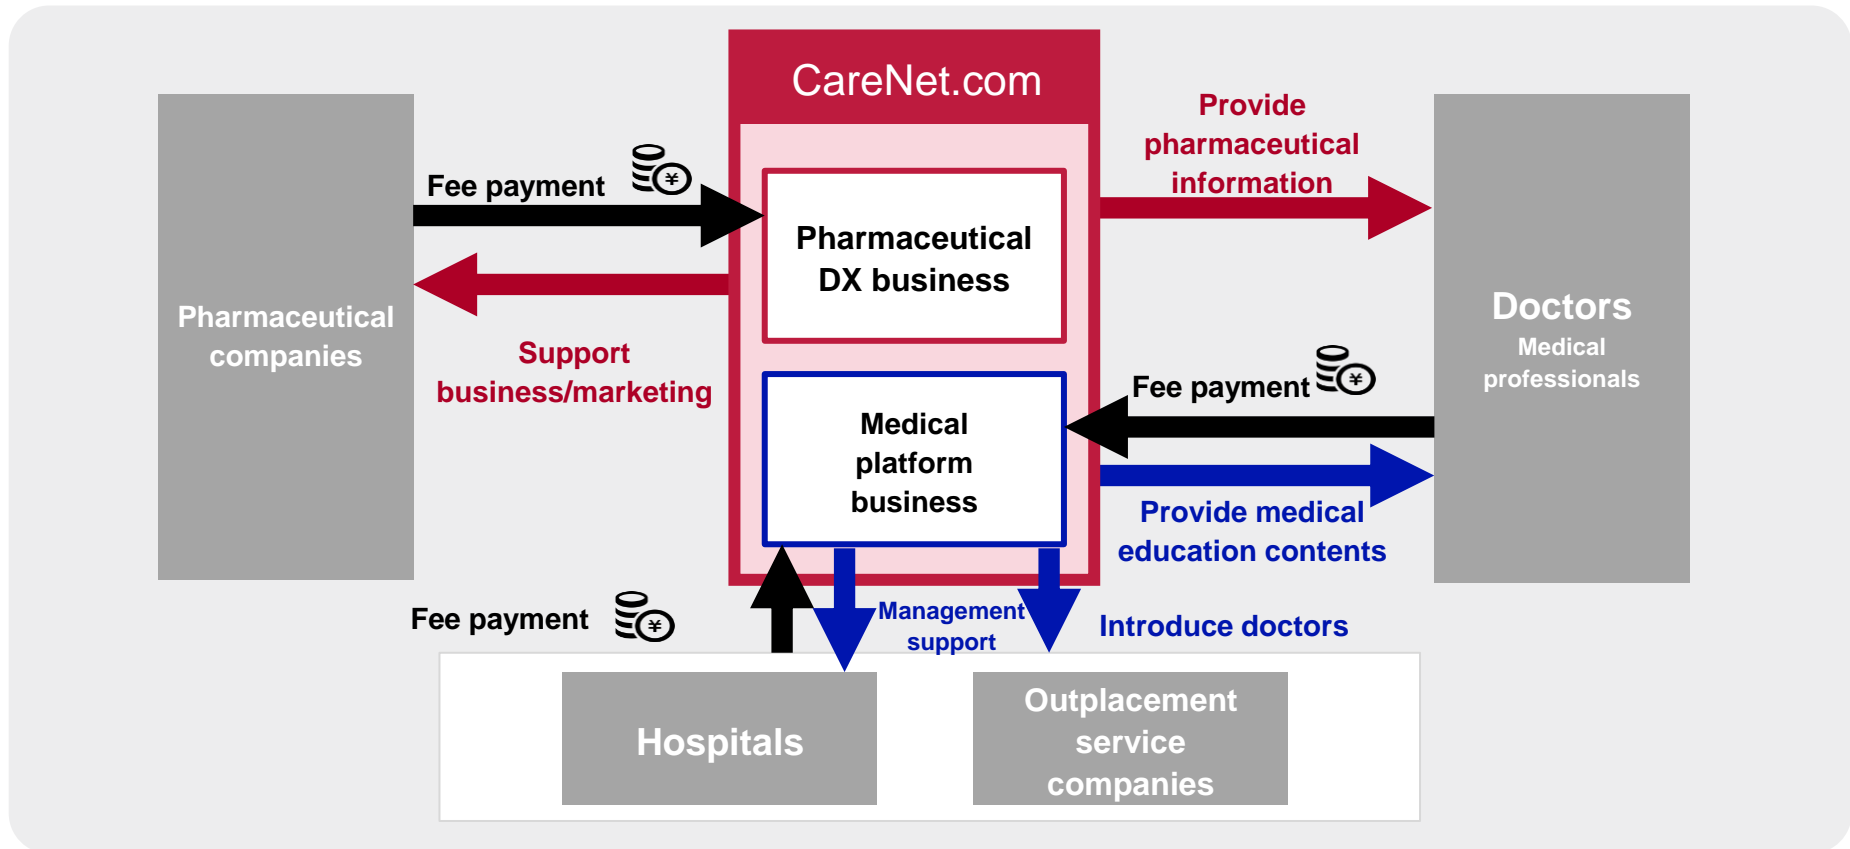 CareNet.com
Pharmaceutical
companies
Fee payment
¥
Support
business/marketing
Pharmaceutical
DX business
Medical
platform
business
Provide
pharmaceutical
information
Doctors
Medical
professionals
Fee payment
¥
Provide medical
education contents
Fee payment
¥
Management
support
Introduce doctors
Hospitals
Outplacement
service
companies